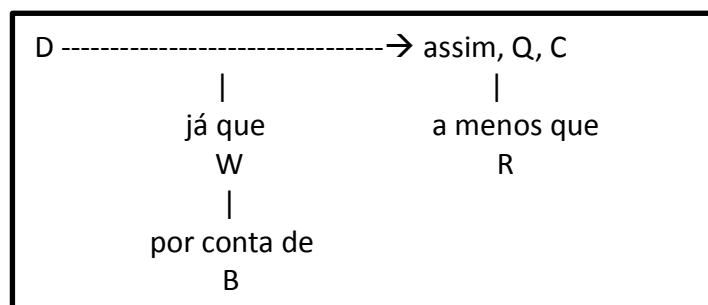 D --------------------------------→ assim, Q, C
| |
já que a menos que
W R
|
por conta de
B